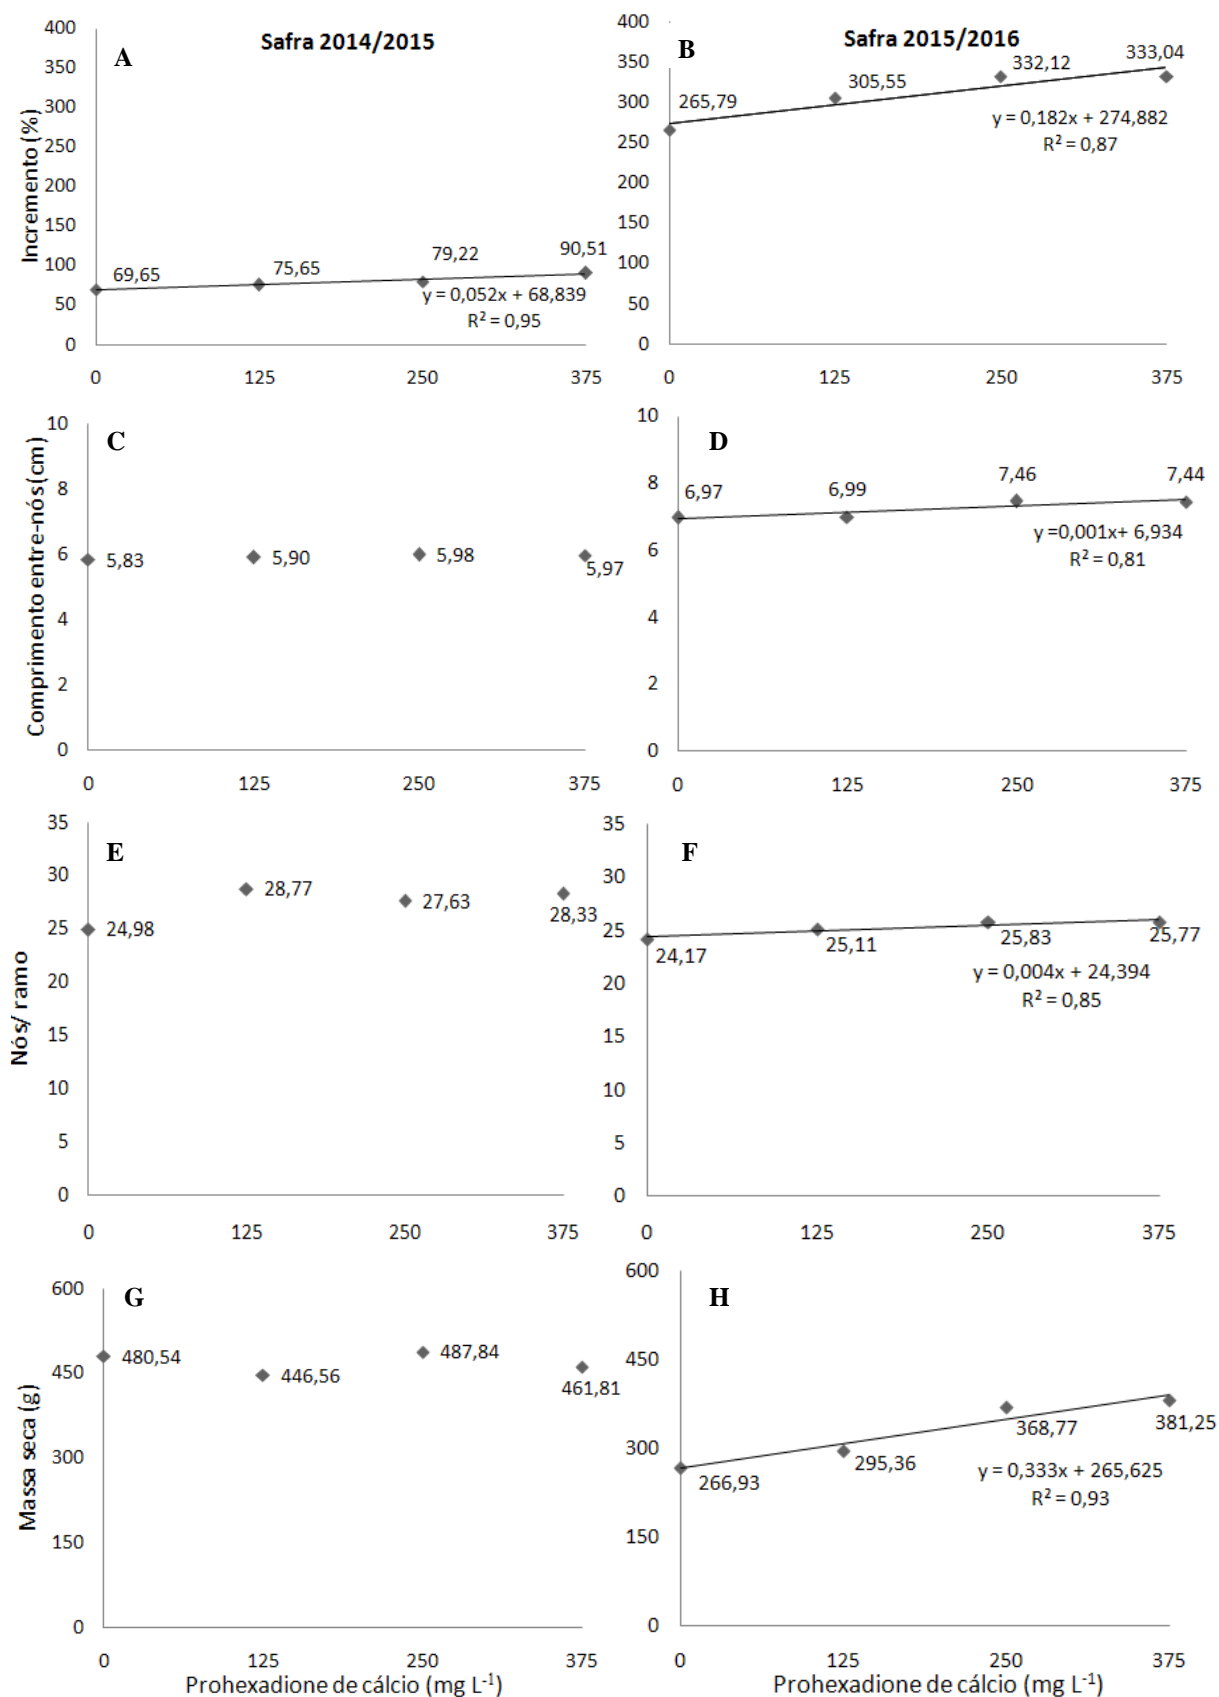 Safra 2014/2015
A
Incremento (%)
400
350
300
250
200
150
100
50
0
69,65
75,65
79,22
90,51
y = 0,052x + 68,839
R² = 0,95
0 125 250 375
Safra 2015/2016
B
400
350
300
250
200
150
100
50
0
265,79
305,55
332,12
333,04
y = 0,182x + 274,882
R² = 0,87
0 125 250 375
C
Comprimento entre-nós (cm)
10
8
6
4
2
0
5,83
5,90
5,98
5,97
0 125 250 375
D
10
8
6
4
2
0
6,97
6,99
7,46
7,44
y =0,001x+ 6,934
R² = 0,81
0 125 250 375
E
Nós/ ramo
35
30
25
20
15
10
5
0
24,98
28,77
27,63
28,33
0 125 250 375
F
35
30
25
20
15
10
5
0
24,17
25,11
25,83
25,77
y = 0,004x + 24,394
R² = 0,85
0 125 250 375
G
Massa seca (g)
600
450
300
150
0
480,54
446,56
487,84
461,81
0 125 250 375
Prohexadione de cálcio (mg L⁻¹)
H
600
450
300
150
0
266,93
295,36
368,77
381,25
y = 0,333x + 265,625
R² = 0,93
0 125 250 375
Prohexadione de cálcio (mg L⁻¹)